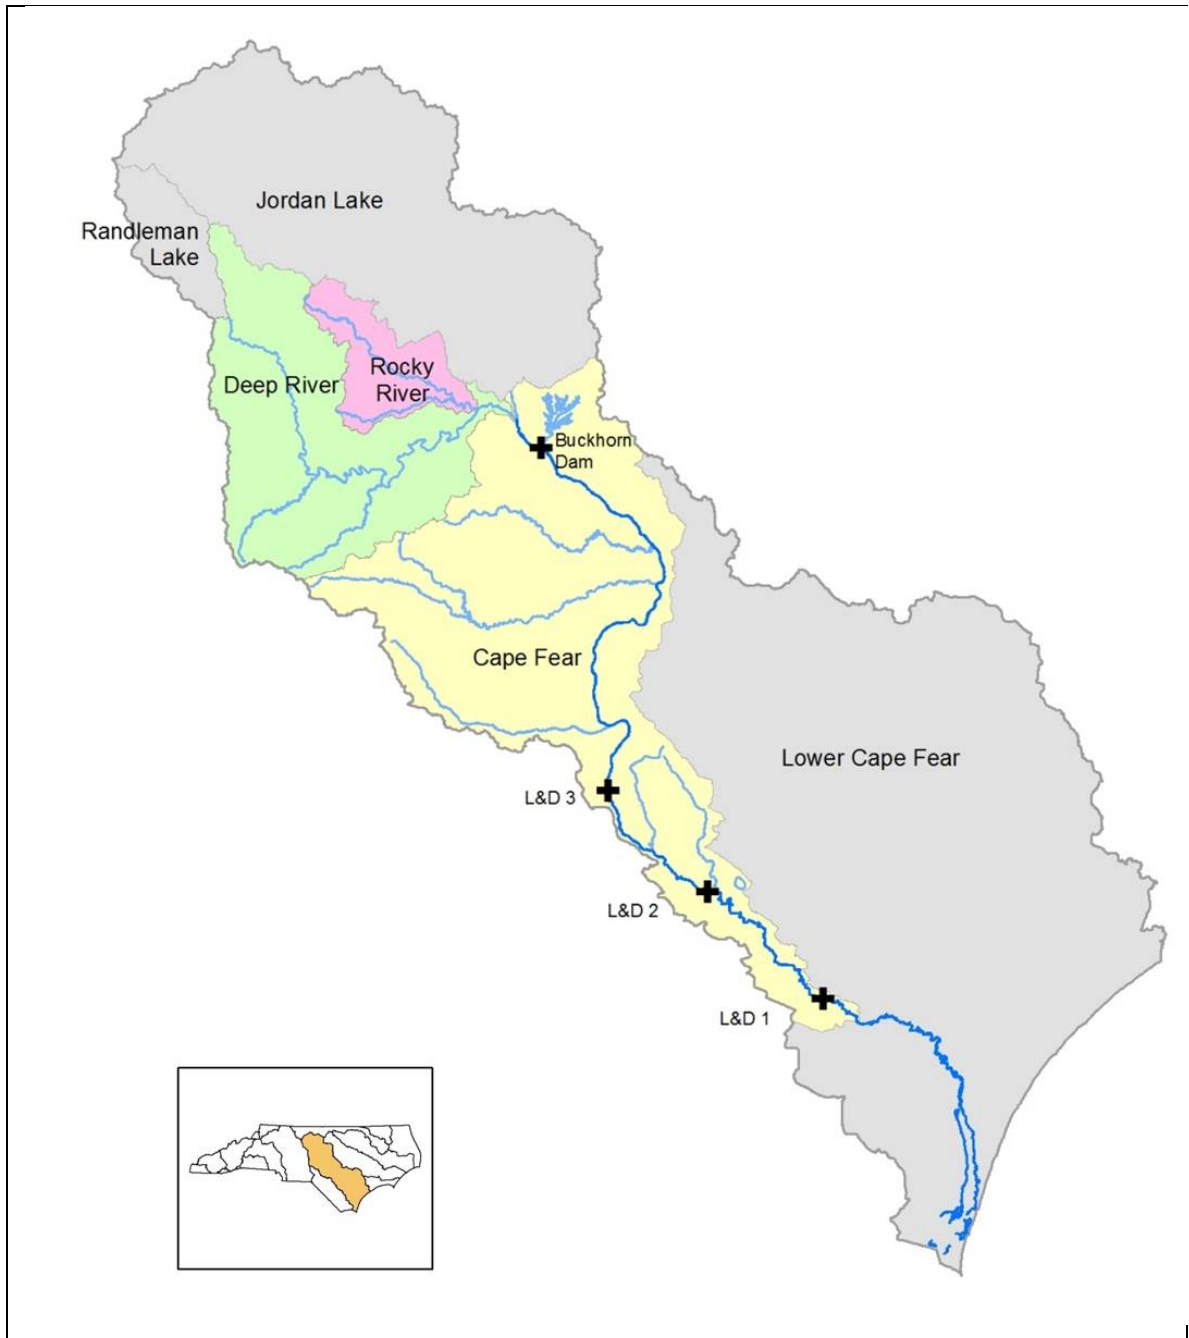 Jordan Lake
Randleman
Lake
Deep River
Rocky
River
Buckhorn
Dam
Cape Fear
Lower Cape Fear
L&D 3
L&D 2
L&D 1